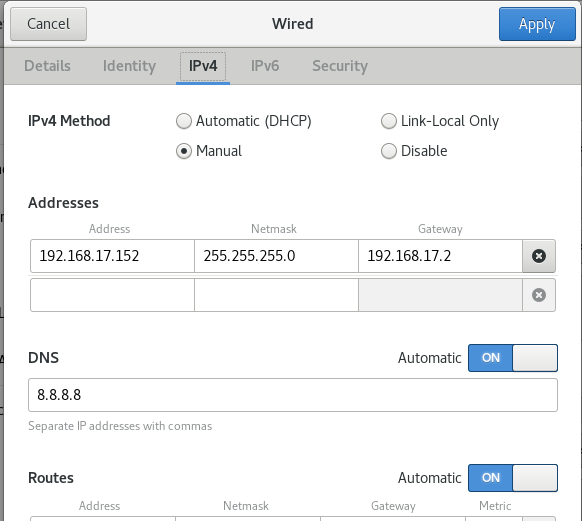 Cancel Wired Apply
Details Identity IPv4 IPv6 Security
IPv4 Method Automatic (DHCP) Link-Local Only
Manual Disable
Addresses
Address Netmask Gateway
192.168.17.152 255.255.255.0 192.168.17.2
DNS Automatic ON
8.8.8.8
Separate IP addresses with commas
Routes Automatic ON
Address Netmask Gateway Metric